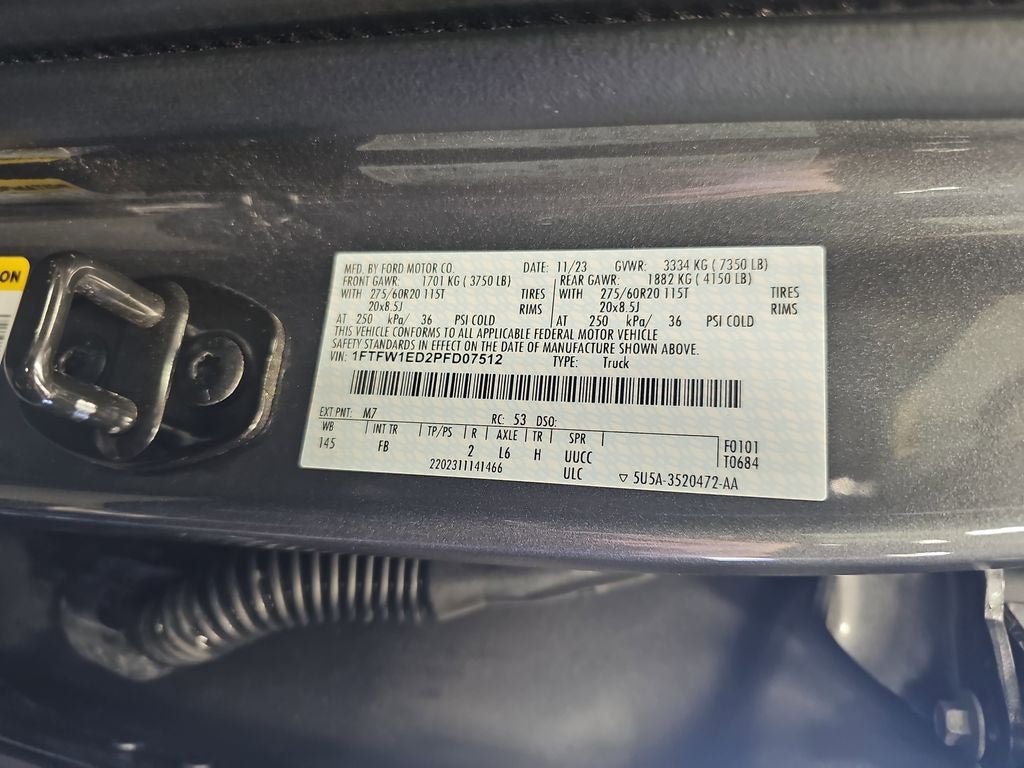 ON
MFD. BY FORD MOTOR CO. DATE: 11/23 GVWR: 3334 KG ( 7350 LB)
FRONT GAWR: 1701 KG ( 3750 LB) REAR GAWR: 1882 KG ( 4150 LB)
WITH 275/60R20 115T TIRES WITH 275/60R20 115T TIRES
20x8.5J RIMS 20x8.5J RIMS
AT 250 kPa/ 36 PSI COLD AT 250 kPa/ 36 PSI COLD
THIS VEHICLE CONFORMS TO ALL APPLICABLE FEDERAL MOTOR VEHICLE
SAFETY STANDARDS IN EFFECT ON THE DATE OF MANUFACTURE SHOWN ABOVE.
VIN: 1FTFW1ED2PFD07512 TYPE: Truck
EXT PNT: M7 RC: 53 DSO:
WB INT TR TP/PS R AXLE TR SPR F0101
145 FB 2 L6 H UUCC T0684
2202311141466 ULC ▽ 5U5A-3520472-AA